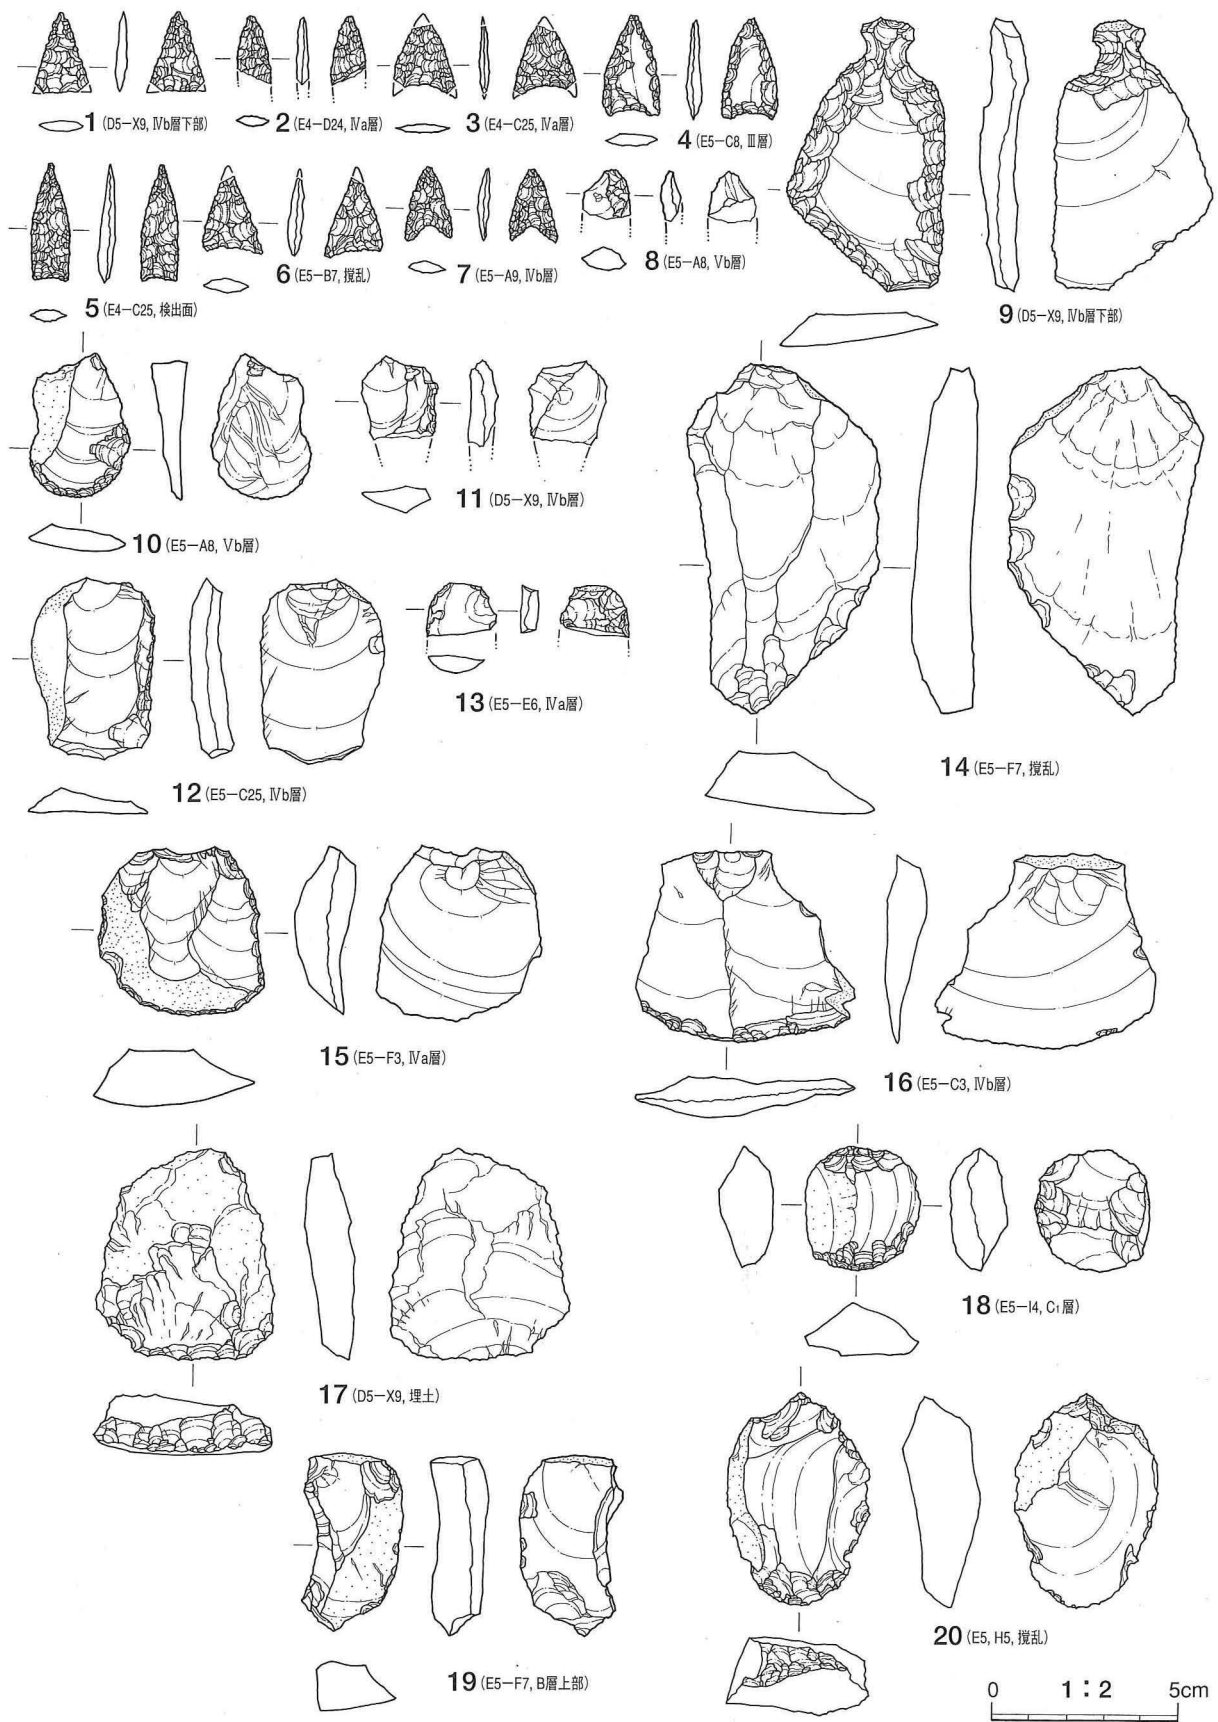 1 (D5−X9, Ⅳb層下部)
2 (E4−D24, Ⅳa層)
3 (E4−C25, Ⅳa層)
4 (E5−C8, Ⅲ層)
5 (E4−C25, 検出面)
6 (E5−B7, 撹乱)
7 (E5−A9, Ⅳb層)
8 (E5−A8, Ⅴb層)
9 (D5−X9, Ⅳb層下部)
10 (E5−A8, Ⅴb層)
11 (D5−X9, Ⅳb層)
12 (E5−C25, Ⅳb層)
13 (E5−E6, Ⅳa層)
14 (E5−F7, 撹乱)
15 (E5−F3, Ⅳa層)
16 (E5−C3, Ⅳb層)
17 (D5−X9, 埋土)
18 (E5−I4, C₁層)
19 (E5−F7, B層上部)
20 (E5, H5, 撹乱)
0 1：2 5cm